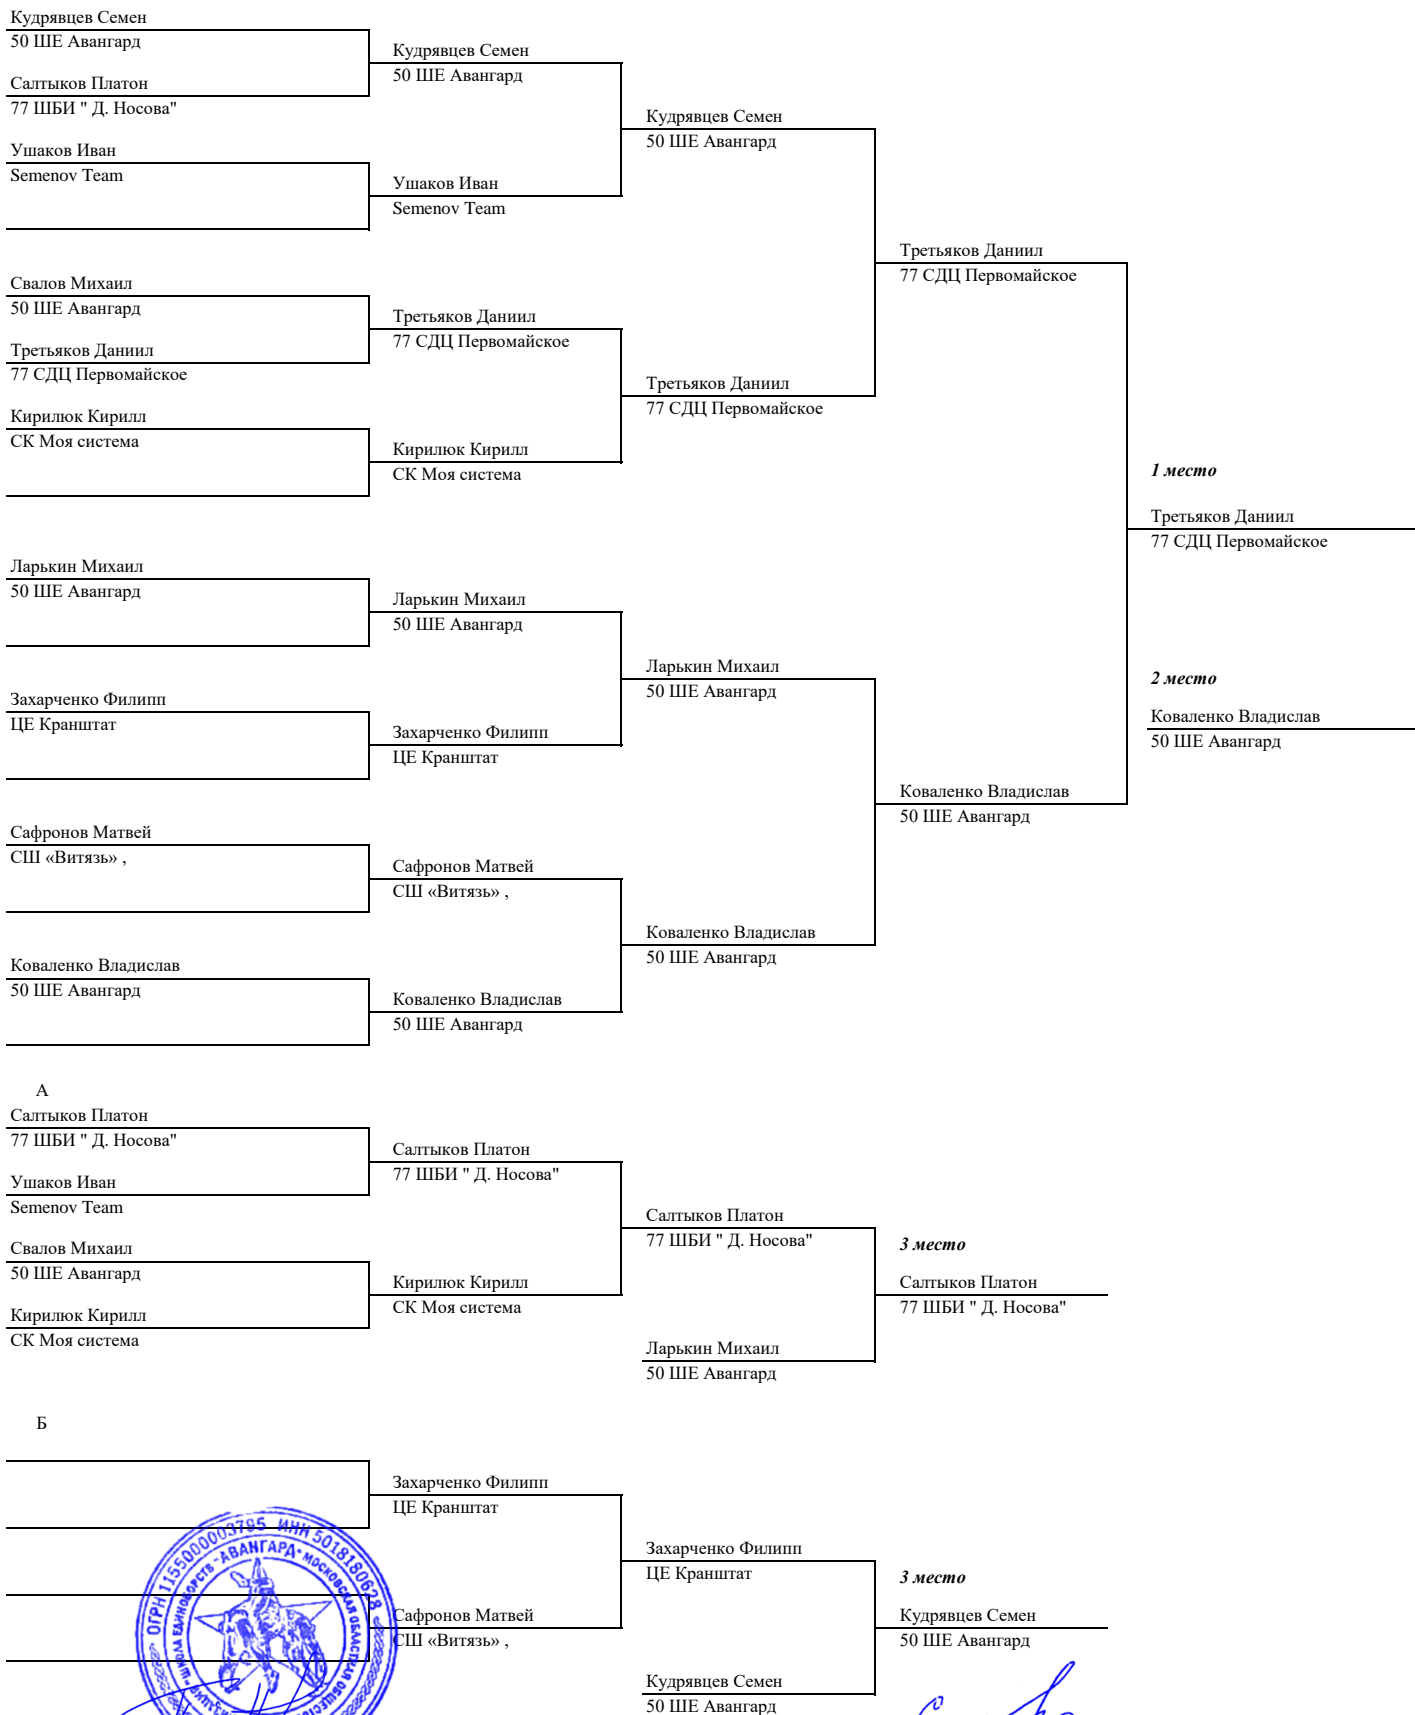 Кудрявцев Семен
50 ШЕ Авангард
Салтыков Платон
77 ШБИ " Д. Носова"
Ушаков Иван
Semenov Team
Свалов Михаил
50 ШЕ Авангард
Третьяков Даниил
77 СДЦ Первомайское
Кирилюк Кирилл
СК Моя система
Ларькин Михаил
50 ШЕ Авангард
Захарченко Филипп
ЦЕ Кранштат
Сафронов Матвей
СШ «Витязь» ,
Коваленко Владислав
50 ШЕ Авангард
Кудрявцев Семен
50 ШЕ Авангард
Ушаков Иван
Semenov Team
Третьяков Даниил
77 СДЦ Первомайское
Кирилюк Кирилл
СК Моя система
Ларькин Михаил
50 ШЕ Авангард
Захарченко Филипп
ЦЕ Кранштат
Сафронов Матвей
СШ «Витязь» ,
Коваленко Владислав
50 ШЕ Авангард
Кудрявцев Семен
50 ШЕ Авангард
Третьяков Даниил
77 СДЦ Первомайское
Ларькин Михаил
50 ШЕ Авангард
Коваленко Владислав
50 ШЕ Авангард
Третьяков Даниил
77 СДЦ Первомайское
Коваленко Владислав
50 ШЕ Авангард
1 место
Третьяков Даниил
77 СДЦ Первомайское
2 место
Коваленко Владислав
50 ШЕ Авангард
А
Салтыков Платон
77 ШБИ " Д. Носова"
Ушаков Иван
Semenov Team
Свалов Михаил
50 ШЕ Авангард
Кирилюк Кирилл
СК Моя система
Салтыков Платон
77 ШБИ " Д. Носова"
Кирилюк Кирилл
СК Моя система
Салтыков Платон
77 ШБИ " Д. Носова"
Ларькин Михаил
50 ШЕ Авангард
3 место
Салтыков Платон
77 ШБИ " Д. Носова"
Б
Захарченко Филипп
ЦЕ Кранштат
Сафронов Матвей
СШ «Витязь» ,
Захарченко Филипп
ЦЕ Кранштат
Кудрявцев Семен
50 ШЕ Авангард
3 место
Кудрявцев Семен
50 ШЕ Авангард
ОГРН 1155000003795 ИНН 5018180628
"ШКОЛА ЕДИНОБОРСТВ "АВАНГАРД" МОСКОВСКАЯ ОБЛАСТНАЯ